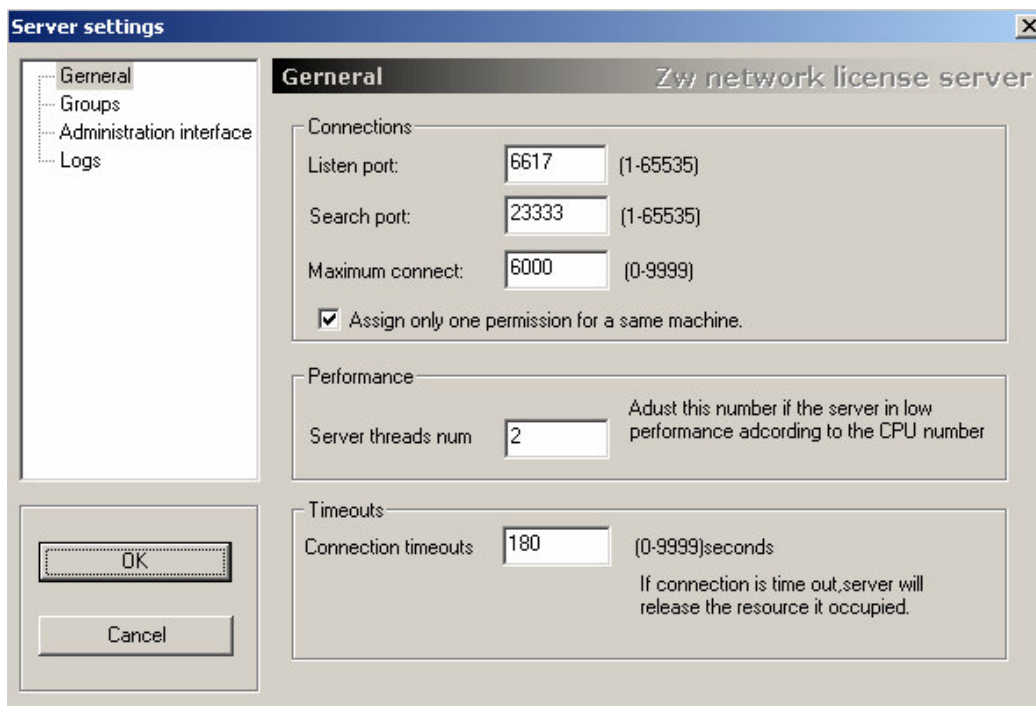 Server settings
Gerneral
Groups
Administration interface
Logs
Gerneral
Zw network license server
Connections
Listen port: 6617 (1-65535)
Search port: 23333 (1-65535)
Maximum connect: 6000 (0-9999)
Assign only one permission for a same machine.
Performance
Server threads num 2
Adust this number if the server in low
performance adcording to the CPU number
Timeouts
Connection timeouts 180 (0-9999)seconds
If connection is time out,server will
release the resource it occupied.
OK
Cancel